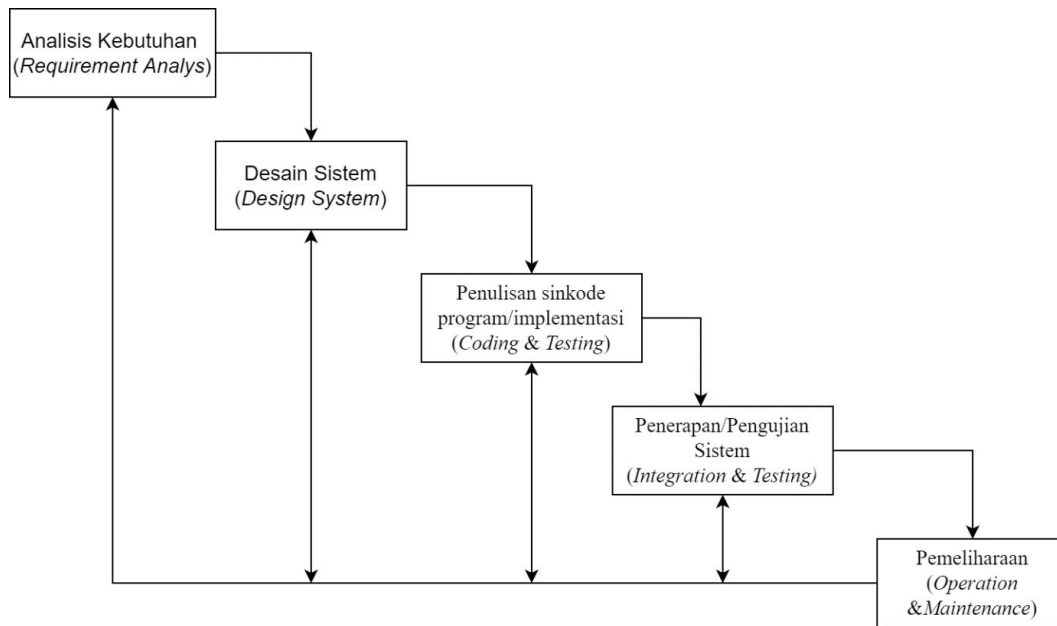 Analisis Kebutuhan
(Requirement Analys)
Desain Sistem
(Design System)
Penulisan sinkode
program/implementasi
(Coding & Testing)
Penerapan/Pengujian
Sistem
(Integration & Testing)
Pemeliharaan
(Operation
&Maintenance)